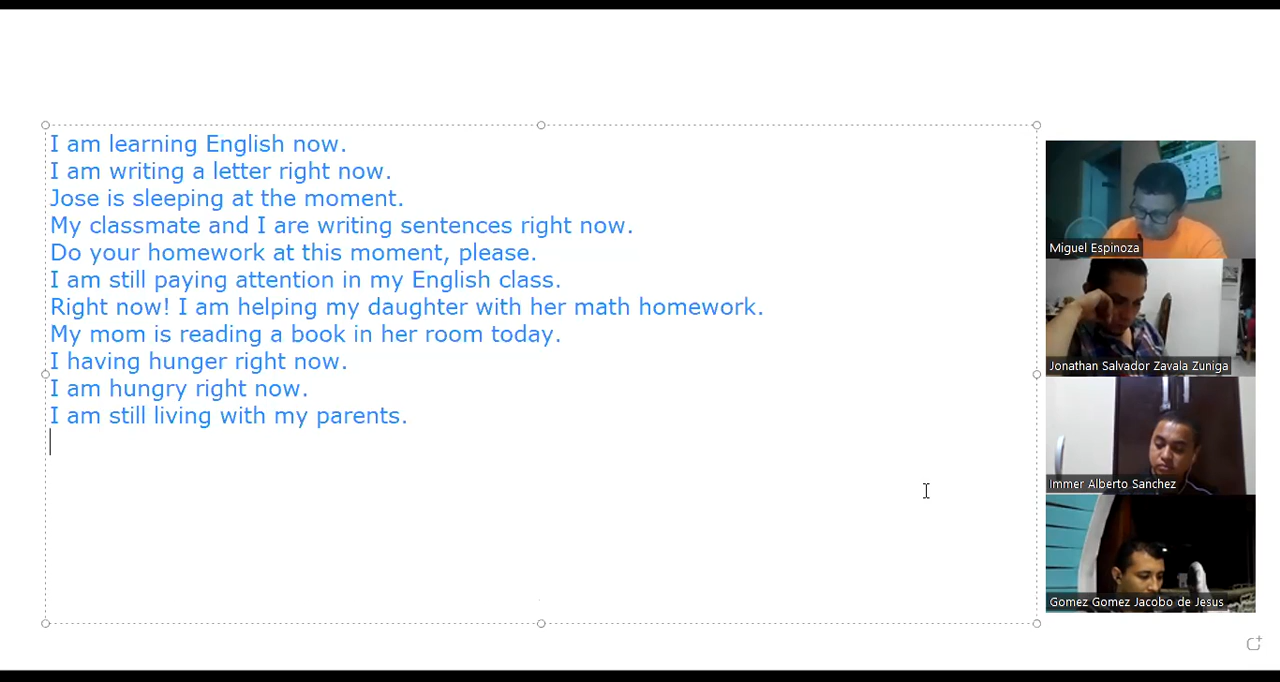 I am learning English now.
I am writing a letter right now.
Jose is sleeping at the moment.
My classmate and I are writing sentences right now.
Do your homework at this moment, please.
I am still paying attention in my English class.
Right now! I am helping my daughter with her math homework.
My mom is reading a book in her room today.
I having hunger right now.
I am hungry right now.
I am still living with my parents.
Miguel Espinoza
Jonathan Salvador Zavala Zuniga
Immer Alberto Sanchez
Gomez Gomez Jacobo de Jesus